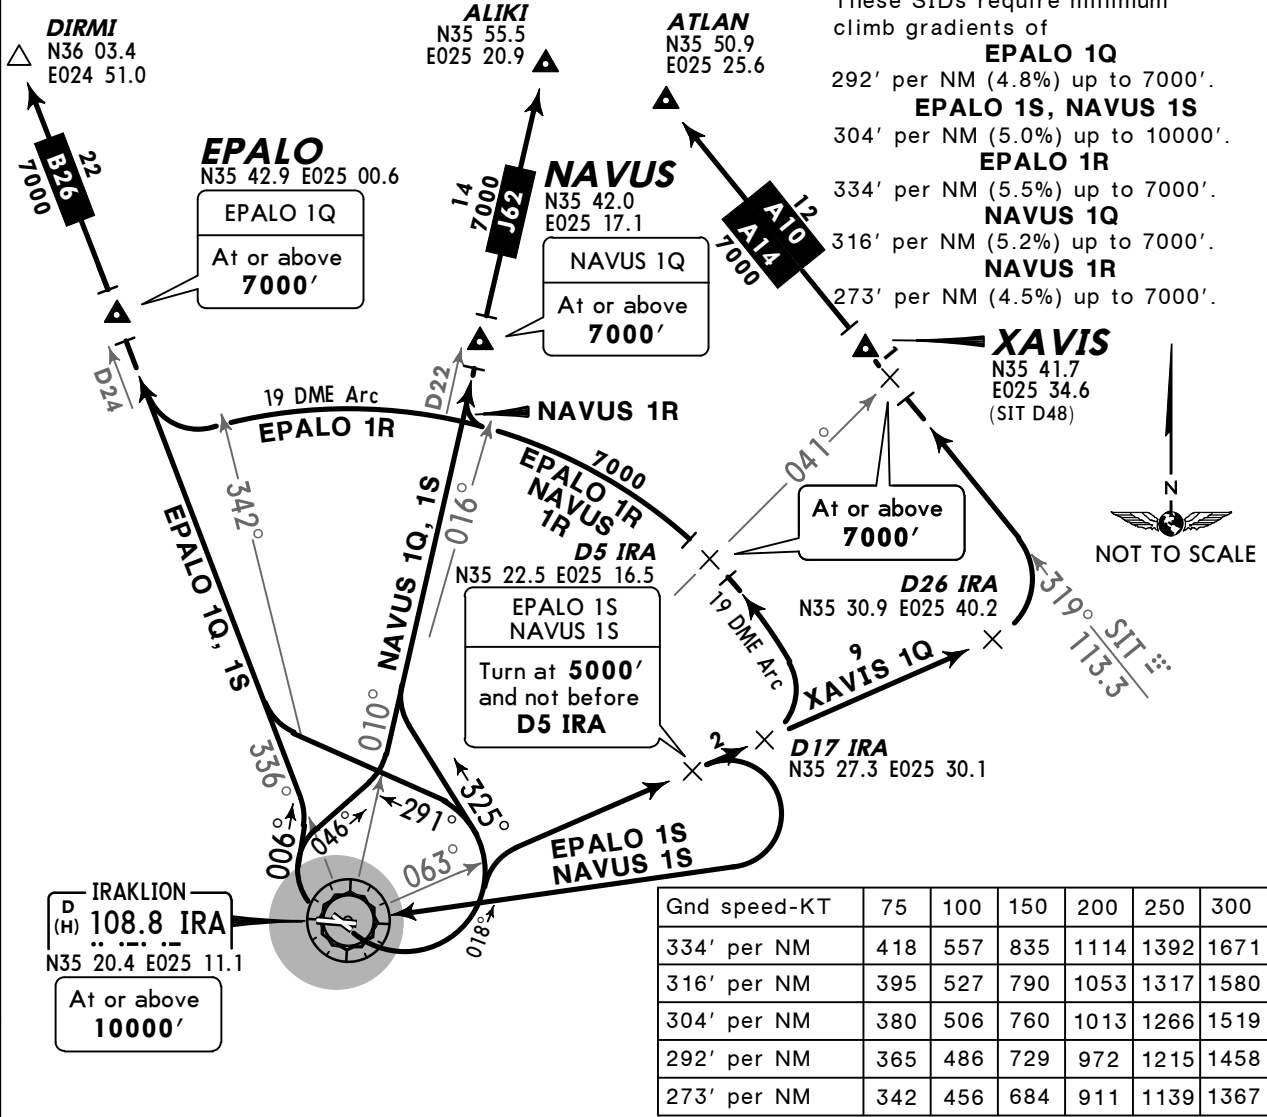 These SIDs require minimum
climb gradients of
EPALO 1Q
292' per NM (4.8%) up to 7000'.
EPALO 1S, NAVUS 1S
304' per NM (5.0%) up to 10000'.
EPALO 1R
334' per NM (5.5%) up to 7000'.
NAVUS 1Q
316' per NM (5.2%) up to 7000'.
NAVUS 1R
273' per NM (4.5%) up to 7000'.
DIRMI
N36 03.4
E024 51.0
ALIKI
N35 55.5
E025 20.9
ATLAN
N35 50.9
E025 25.6
22
B26
7000
EPALO
N35 42.9 E025 00.6
EPALO 1Q
At or above
7000'
14
7000
J62
NAVUS
N35 42.0
E025 17.1
NAVUS 1Q
At or above
7000'
12
A10
A14
7000
1
XAVIS
N35 41.7
E025 34.6
(SIT D48)
D24
19 DME Arc
EPALO 1R
D22
NAVUS 1R
7000
EPALO 1R
NAVUS
1R
041°
At or above
7000'
N
NOT TO SCALE
342°
016°
EPALO 1Q, 1S
NAVUS 1Q, 1S
D5 IRA
N35 22.5 E025 16.5
EPALO 1S
NAVUS 1S
Turn at 5000'
and not before
D5 IRA
19 DME Arc
D26 IRA
N35 30.9 E025 40.2
319° SIT
113.3
9
XAVIS 1Q
2
D17 IRA
N35 27.3 E025 30.1
336°
010°
006°
046°
291°
325°
063°
018°
EPALO 1S
NAVUS 1S
IRAKLION
D
(H) 108.8 IRA
N35 20.4 E025 11.1
At or above
10000'
Gnd speed-KT 75 100 150 200 250 300
334' per NM 418 557 835 1114 1392 1671
316' per NM 395 527 790 1053 1317 1580
304' per NM 380 506 760 1013 1266 1519
292' per NM 365 486 729 972 1215 1458
273' per NM 342 456 684 911 1139 1367